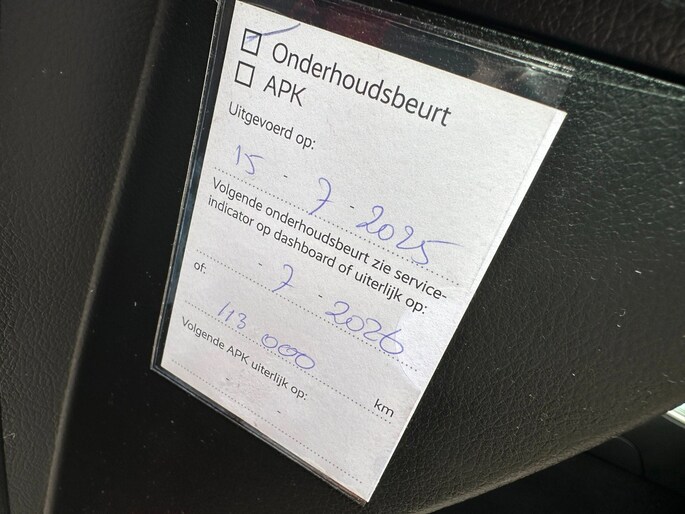 Onderhoudsbeurt
APK
Uitgevoerd op:
15 - 7 - 2025
Volgende onderhoudsbeurt zie service-
indicator op dashboard of uiterlijk op:
- 7 - 2026
of:
113 000 km
Volgende APK uiterlijk op: